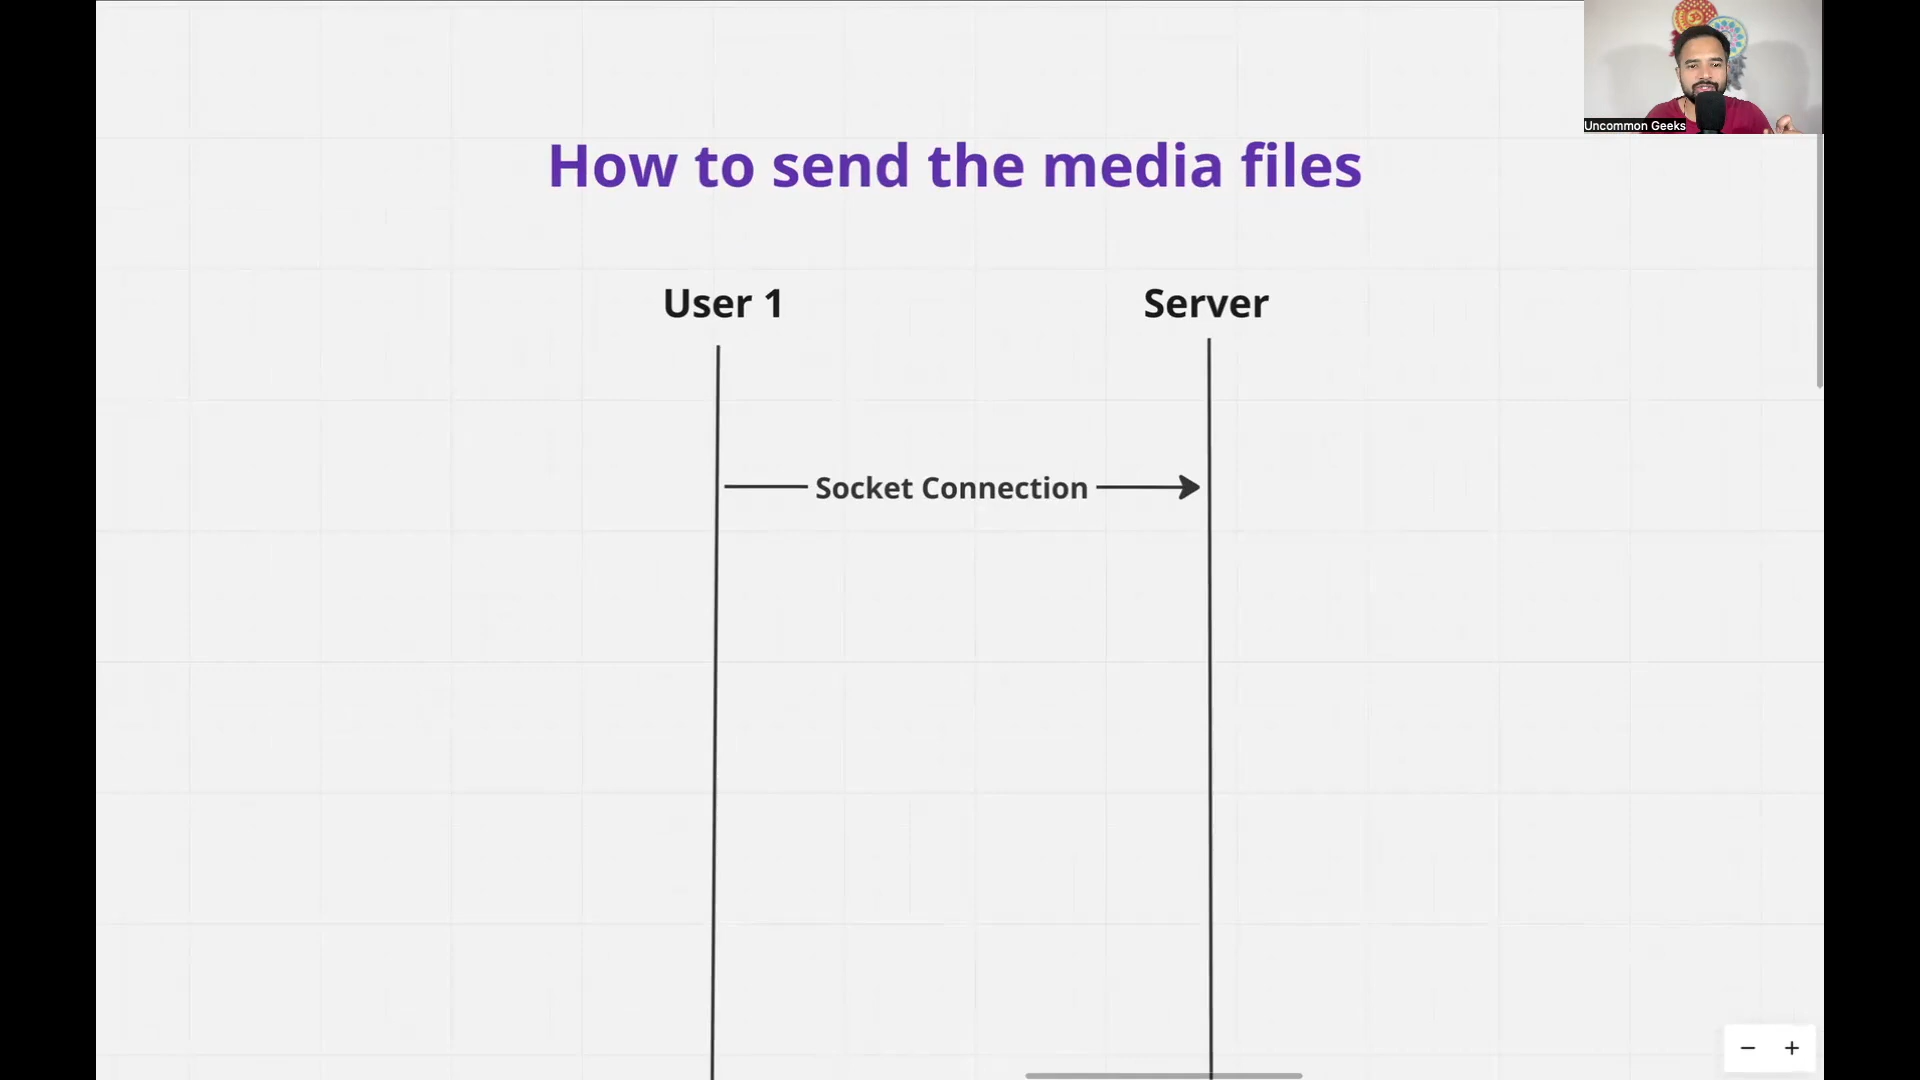 Uncommon Geeks
How to send the media files
User 1
Server
Socket Connection